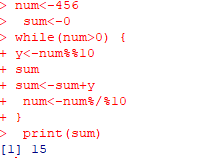 > num<-456
>  sum<-0
> while(num>0) {
+ y<-num%%10
+ sum
+ sum<-sum+y
+  num<-num%/%10
+ }
>  print(sum)
[1] 15